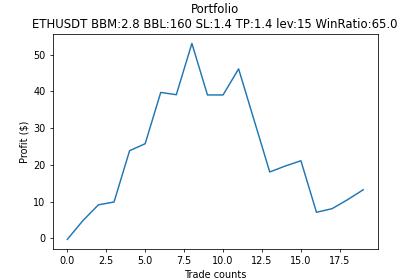 Portfolio
ETHUSDT BBM:2.8 BBL:160 SL:1.4 TP:1.4 lev:15 WinRatio:65.0
Profit ($)
50
40
30
20
10
0
0.0 2.5 5.0 7.5 10.0 12.5 15.0 17.5
Trade counts